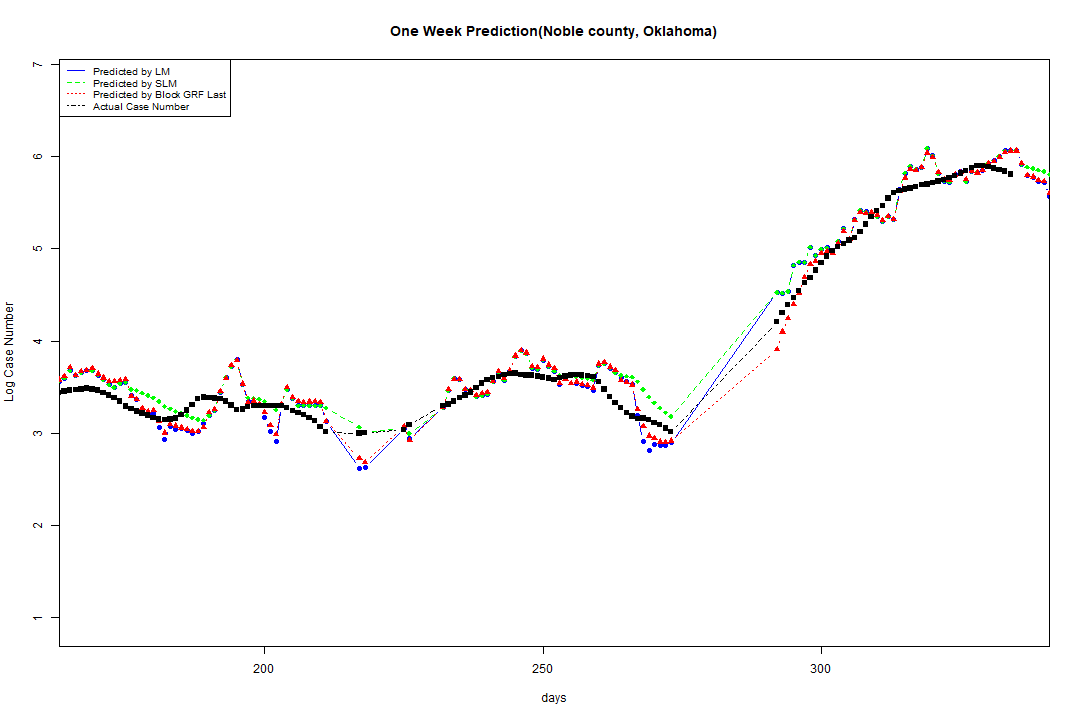 One Week Prediction(Noble county, Oklahoma)
Predicted by LM
Predicted by SLM
Predicted by Block GRF Last
Actual Case Number
7
6
5
4
3
2
1
Log Case Number
200 250 300
days